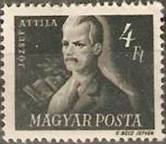 JÓZSEF ATTILA
4
Ft
MAGYAR POSTA